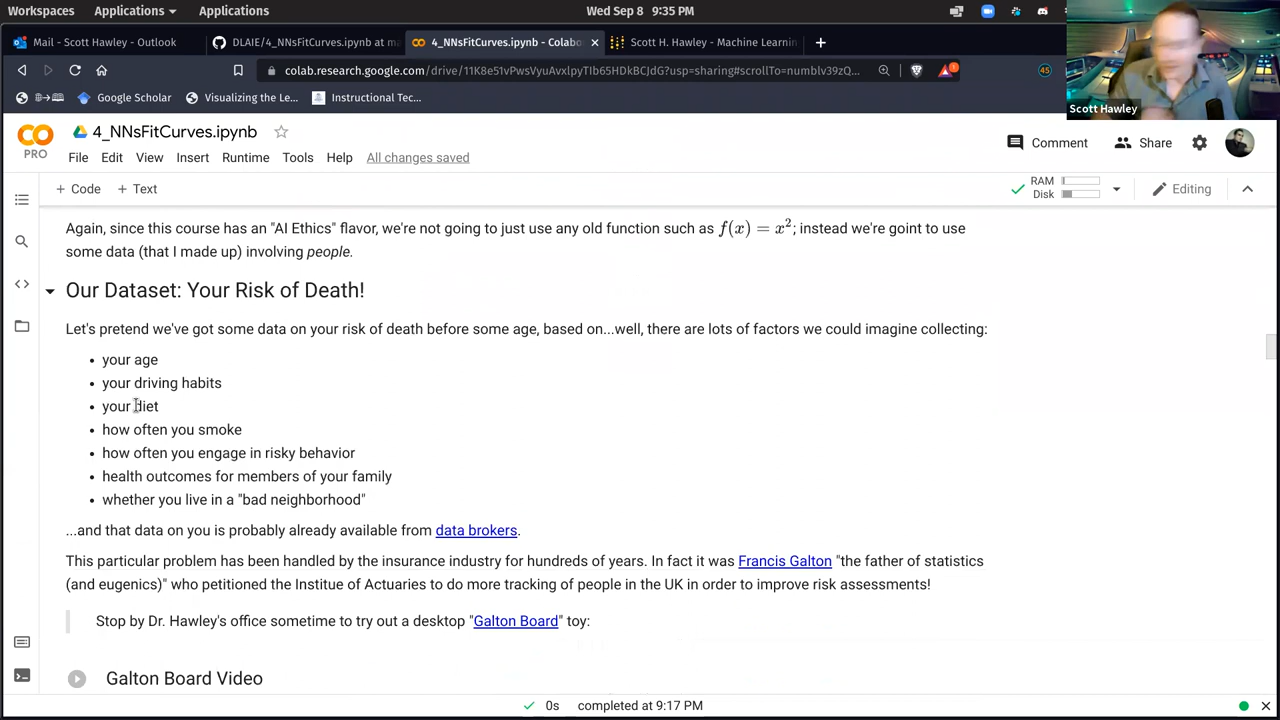 Workspaces Applications Applications Wed Sep 8 9:35 PM
Mail - Scott Hawley - Outlook DLAIE/4_NNsFitCurves.ipynb at m 4_NNsFitCurves.ipynb - Colabo Scott H. Hawley - Machine Learnin
colab.research.google.com/drive/11K8e51vPwsVyuAvxlpyTIb65HDkBCJdG?usp=sharing#scrollTo=numblv39zQ... 1 45
Google Scholar Visualizing the Le... Instructional Tec...
Scott Hawley
CO PRO
4_NNsFitCurves.ipynb
File Edit View Insert Runtime Tools Help All changes saved
Comment Share
+ Code + Text RAM Disk Editing
Again, since this course has an "AI Ethics" flavor, we're not going to just use any old function such as f(x) = x²; instead we're goint to use
some data (that I made up) involving people.
Our Dataset: Your Risk of Death!
Let's pretend we've got some data on your risk of death before some age, based on...well, there are lots of factors we could imagine collecting:
• your age
• your driving habits
• your diet
• how often you smoke
• how often you engage in risky behavior
• health outcomes for members of your family
• whether you live in a "bad neighborhood"
...and that data on you is probably already available from data brokers.
This particular problem has been handled by the insurance industry for hundreds of years. In fact it was Francis Galton "the father of statistics
(and eugenics)" who petitioned the Institue of Actuaries to do more tracking of people in the UK in order to improve risk assessments!
Stop by Dr. Hawley's office sometime to try out a desktop "Galton Board" toy:
Galton Board Video
0s completed at 9:17 PM